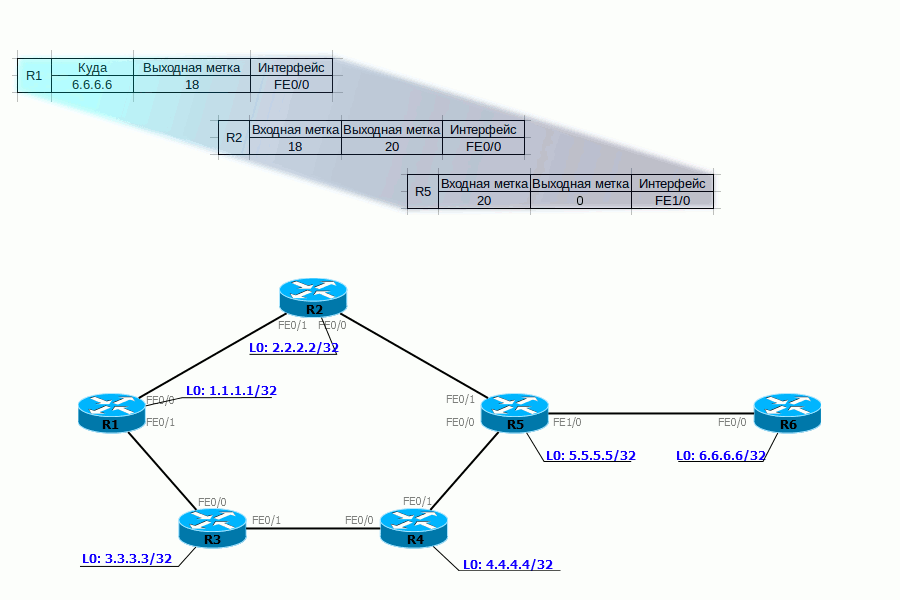 R1 Куда Выходная метка Интерфейс
6.6.6.6 18 FE0/0
R2 Входная метка Выходная метка Интерфейс
18 20 FE0/0
R5 Входная метка Выходная метка Интерфейс
20 0 FE1/0
R2
FE0/1 FE0/0
L0: 2.2.2.2/32
L0: 1.1.1.1/32
FE0/0
R1
FE0/1
FE0/1
FE0/0
R5
FE1/0
FE0/0
R6
L0: 5.5.5.5/32
L0: 6.6.6.6/32
FE0/0
R3
FE0/1
FE0/0
FE0/1
R4
L0: 3.3.3.3/32
L0: 4.4.4.4/32